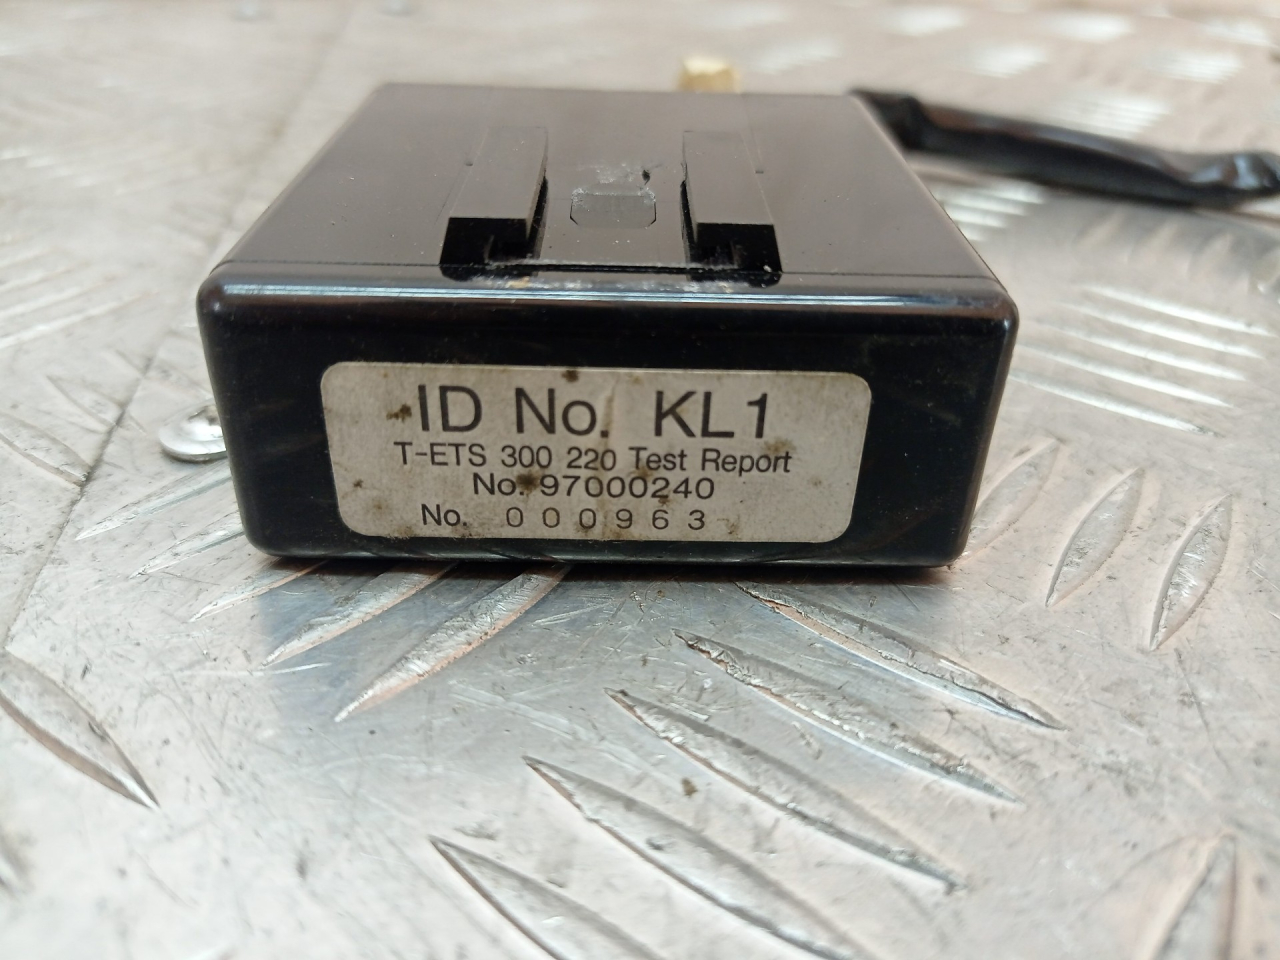 ID No. KL1
T-ETS 300 220 Test Report
No. 97000240
No. 000963